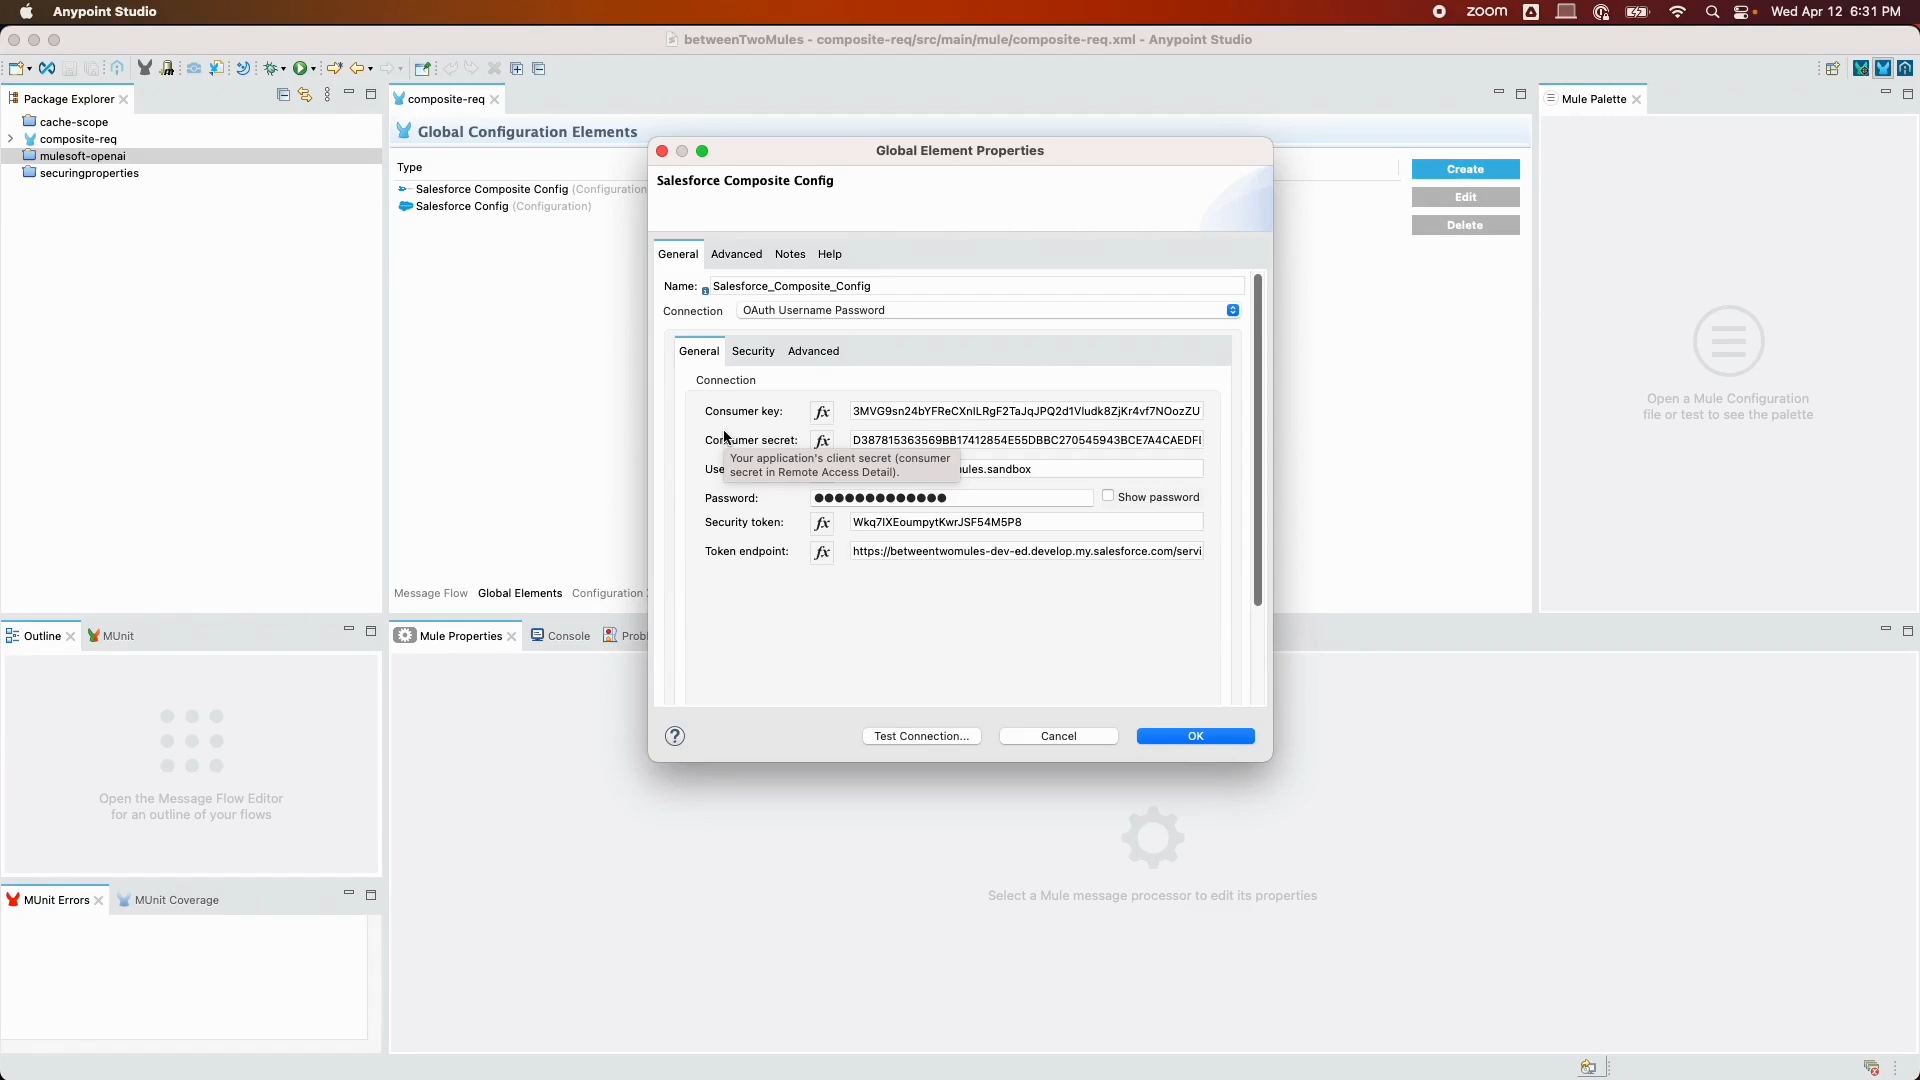 Anypoint Studio
zoom
Wed Apr 12 6:31 PM
betweenTwoMules - composite-req/src/main/mule/composite-req.xml - Anypoint Studio
Package Explorer
composite-req
Mule Palette
cache-scope
composite-req
mulesoft-openai
securingproperties
Global Configuration Elements
Type
Salesforce Composite Config (Configuration
Salesforce Config (Configuration)
Create
Edit
Delete
Global Element Properties
Salesforce Composite Config
General Advanced Notes Help
Name: Salesforce_Composite_Config
Connection OAuth Username Password
General Security Advanced
Connection
Consumer key: fx 3MVG9sn24bYFReCXnILRgF2TaJqJPQ2d1Vludk8ZjKr4vf7NOozZU
Consumer secret: fx D387815363569BB17412854E55DBBC270545943BCE7A4CAEDF
Your application's client secret (consumer
secret in Remote Access Detail).
Use ules.sandbox
Password: ●●●●●●●●●●●●● Show password
Security token: fx Wkq7IXEoumpytKwrJSF54M5P8
Token endpoint: fx https://betweentwomules-dev-ed.develop.my.salesforce.com/servi
Test Connection... Cancel OK
Open a Mule Configuration
file or test to see the palette
Message Flow Global Elements Configuration
Outline MUnit
Mule Properties Console Probl
Open the Message Flow Editor
for an outline of your flows
Select a Mule message processor to edit its properties
MUnit Errors MUnit Coverage